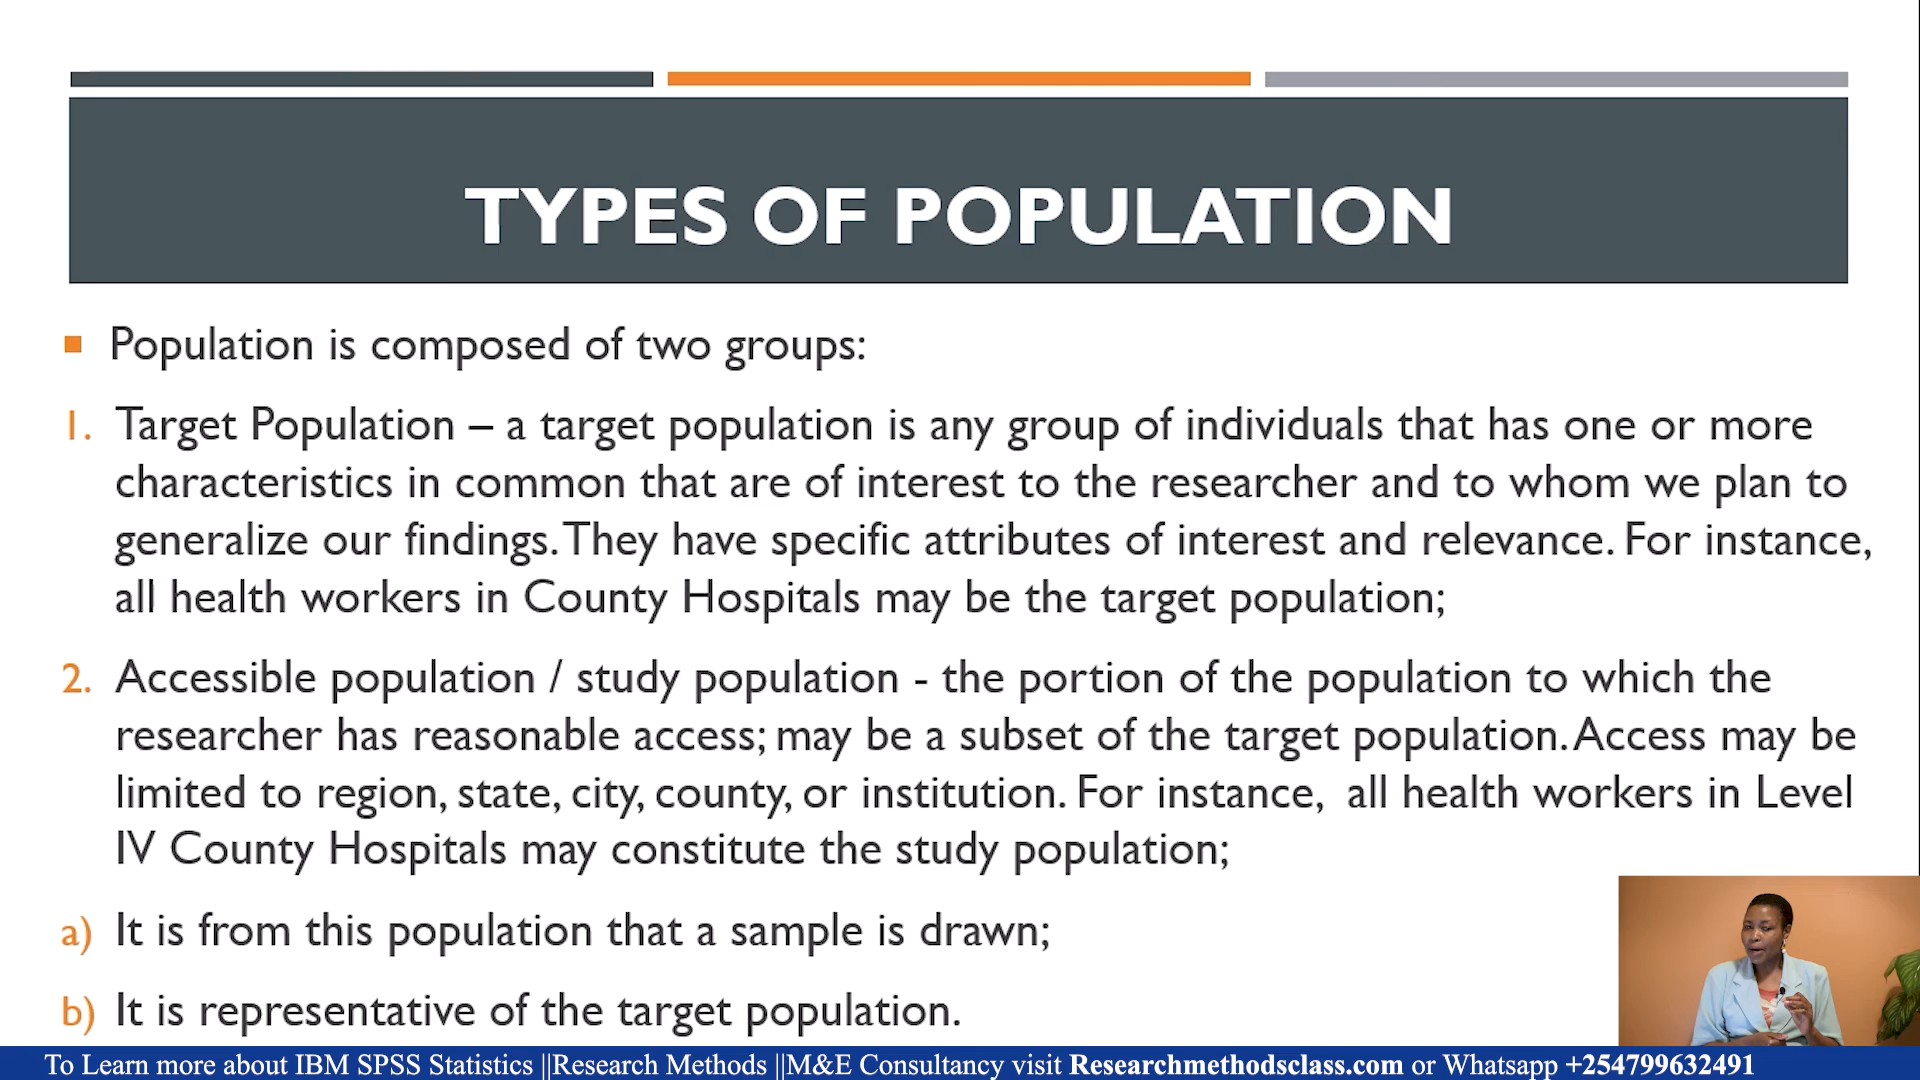 TYPES OF POPULATION
▪ Population is composed of two groups:
1. Target Population – a target population is any group of individuals that has one or more
characteristics in common that are of interest to the researcher and to whom we plan to
generalize our findings. They have specific attributes of interest and relevance. For instance,
all health workers in County Hospitals may be the target population;
2. Accessible population / study population - the portion of the population to which the
researcher has reasonable access; may be a subset of the target population. Access may be
limited to region, state, city, county, or institution. For instance, all health workers in Level
IV County Hospitals may constitute the study population;
a) It is from this population that a sample is drawn;
b) It is representative of the target population.
To Learn more about IBM SPSS Statistics ||Research Methods ||M&E Consultancy visit Researchmethodsclass.com or Whatsapp +254799632491